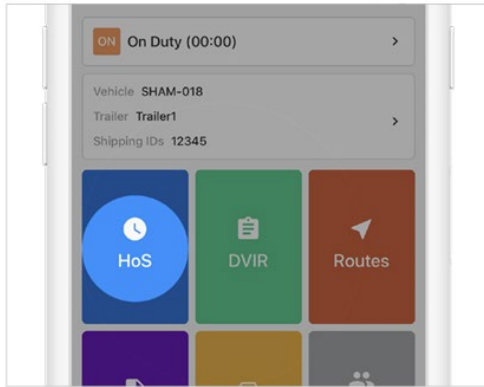 ON On Duty (00:00)
Vehicle SHAM-018
Trailer Trailer1
Shipping IDs 12345
HoS
DVIR
Routes